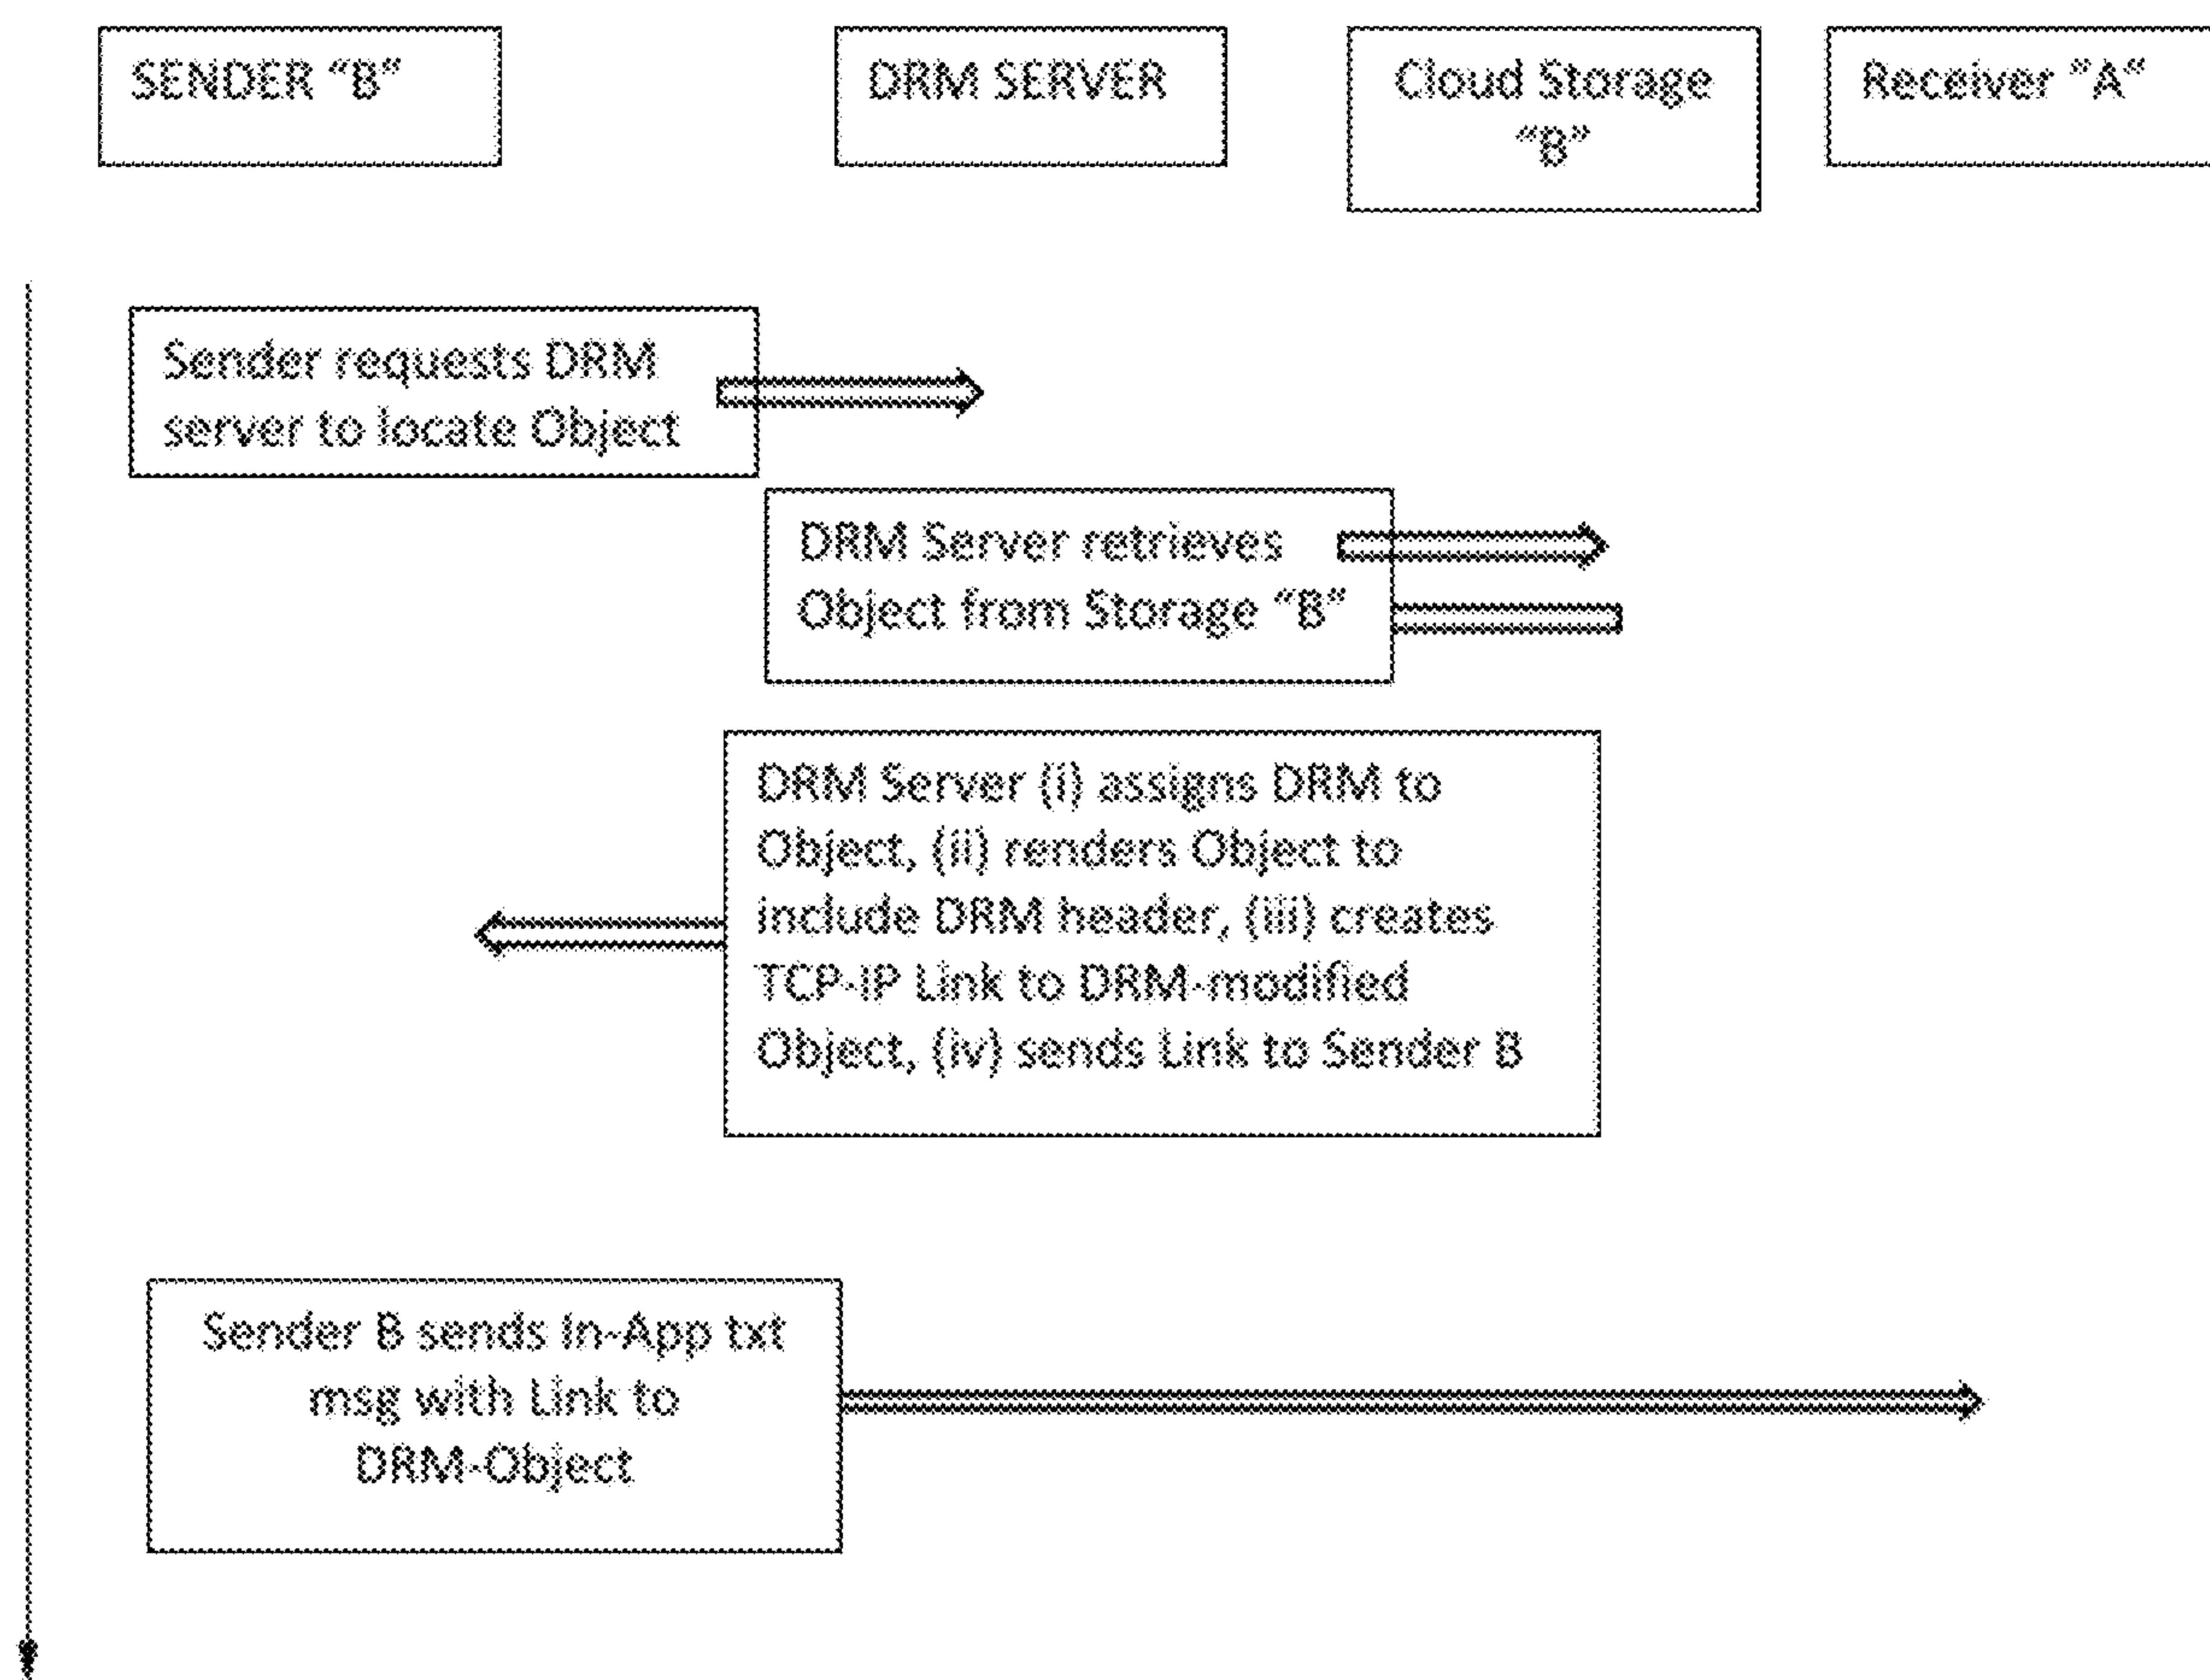 SENDER “B”
DRM SERVER
Cloud Storage
“B”
Receiver “A”
Sender requests DRM
server to locate Object
DRM Server retrieves
Object from Storage “B”
DRM Server (i) assigns DRM to
Object, (ii) renders Object to
include DRM header, (iii) creates
TCP-IP Link to DRM-modified
Object, (iv) sends Link to Sender B
Sender B sends In-App txt
msg with Link to
DRM-Object